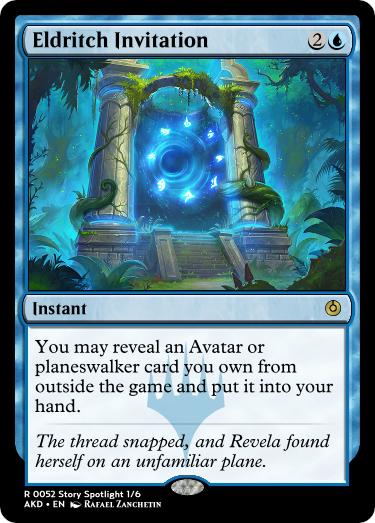 Eldritch Invitation 2
Instant
You may reveal an Avatar or
planeswalker card you own from
outside the game and put it into your
hand.
The thread snapped, and Revela found
herself on an unfamiliar plane.
R 0052 Story Spotlight 1/6
AKD • EN Rafael Zanchetin